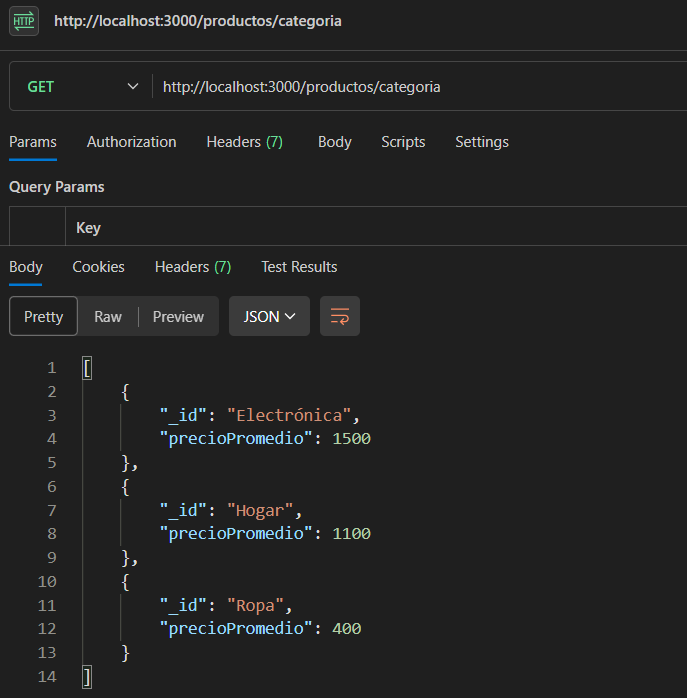 HTTP http://localhost:3000/productos/categoria
GET http://localhost:3000/productos/categoria
Params Authorization Headers (7) Body Scripts Settings
Query Params
Key
Body Cookies Headers (7) Test Results
Pretty Raw Preview JSON
1 [
2 {
3 "_id": "Electrónica",
4 "precioPromedio": 1500
5 },
6 {
7 "_id": "Hogar",
8 "precioPromedio": 1100
9 },
10 {
11 "_id": "Ropa",
12 "precioPromedio": 400
13 }
14 ]